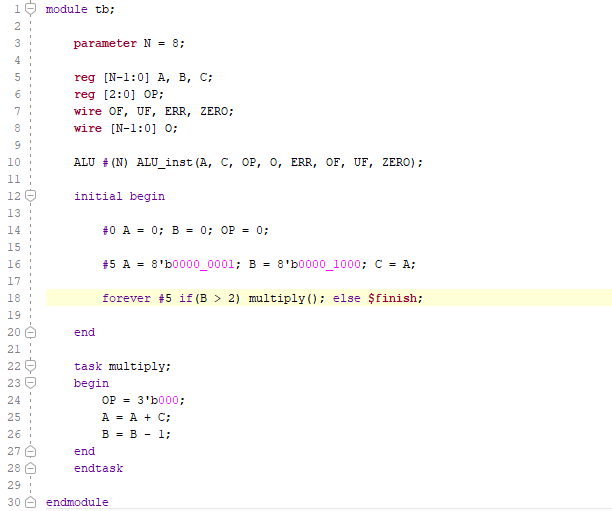 1 module tb;
2
3 parameter N = 8;
4
5 reg [N-1:0] A, B, C;
6 reg [2:0] OP;
7 wire OF, UF, ERR, ZERO;
8 wire [N-1:0] O;
9
10 ALU #(N) ALU_inst(A, C, OP, O, ERR, OF, UF, ZERO);
11
12 initial begin
13
14 #0 A = 0; B = 0; OP = 0;
15
16 #5 A = 8'b0000_0001; B = 8'b0000_1000; C = A;
17
18 forever #5 if(B > 2) multiply(); else $finish;
19
20 end
21
22 task multiply;
23 begin
24 OP = 3'b000;
25 A = A + C;
26 B = B - 1;
27 end
28 endtask
29
30 endmodule